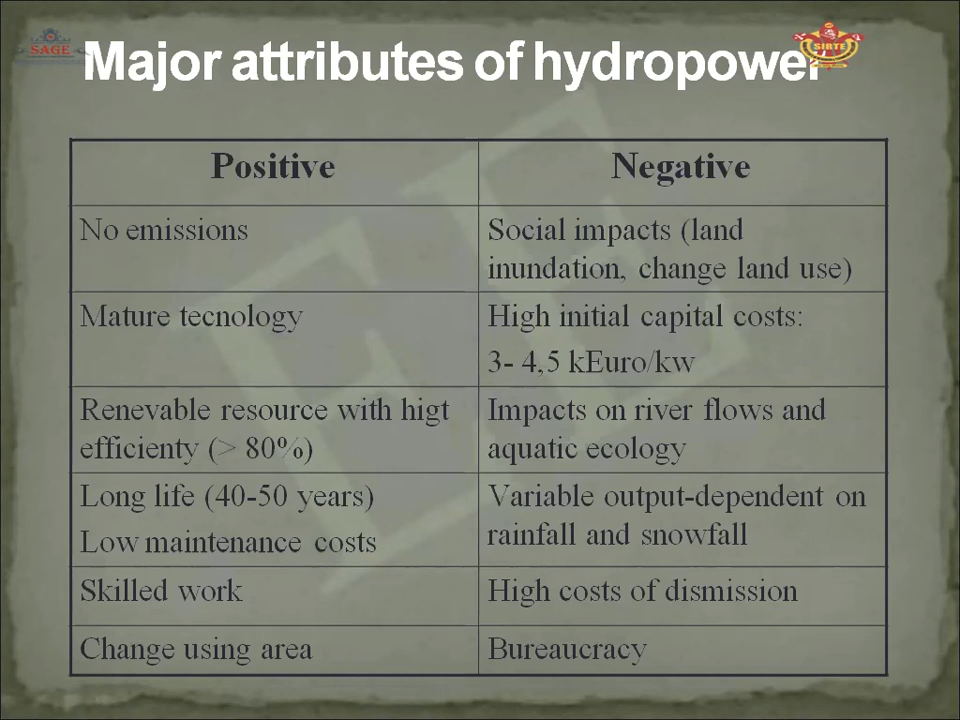 SAGE
SIRTE
Major attributes of hydropower
Positive
Negative
No emissions
Social impacts (land
inundation, change land use)
Mature tecnology
High initial capital costs:
3- 4,5 kEuro/kw
Renevable resource with higt
efficienty (> 80%)
Impacts on river flows and
aquatic ecology
Long life (40-50 years)
Low maintenance costs
Variable output-dependent on
rainfall and snowfall
Skilled work
High costs of dismission
Change using area
Bureaucracy
EE